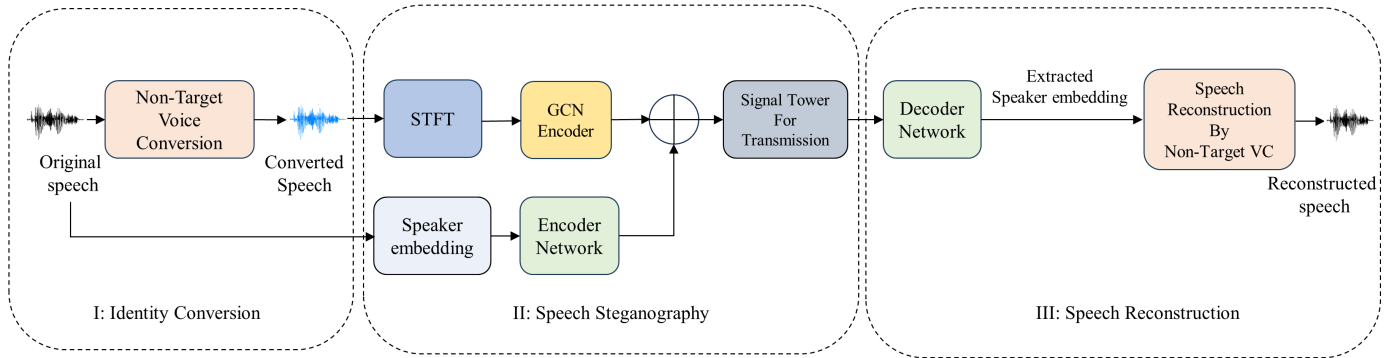 Original
speech
Non-Target
Voice
Conversion
Converted
Speech
I: Identity Conversion
STFT
GCN
Encoder
Speaker
embedding
Encoder
Network
Signal Tower
For
Transmission
II: Speech Steganography
Decoder
Network
Extracted
Speaker embedding
Speech
Reconstruction
By
Non-Target VC
Reconstructed
speech
III: Speech Reconstruction